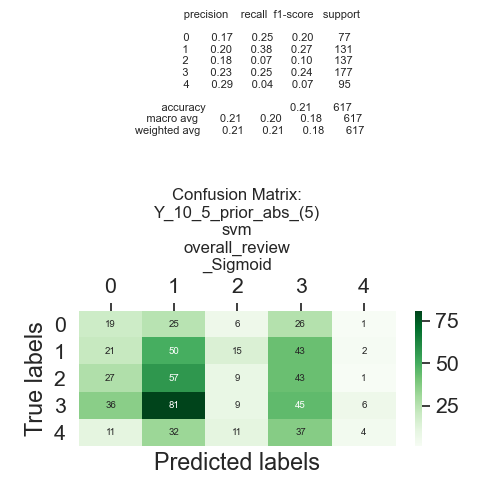 precision recall f1-score support
0 0.17 0.25 0.20 77
1 0.20 0.38 0.27 131
2 0.18 0.07 0.10 137
3 0.23 0.25 0.24 177
4 0.29 0.04 0.07 95
accuracy 0.21 617
macro avg 0.21 0.20 0.18 617
weighted avg 0.21 0.21 0.18 617
Confusion Matrix:
Y_10_5_prior_abs_(5)
svm
overall_review
_Sigmoid
0 1 2 3 4
0 19 25 6 26 1
1 21 50 15 43 2
2 27 57 9 43 1
3 36 81 9 45 6
4 11 32 11 37 4
True labels
Predicted labels
75
50
25